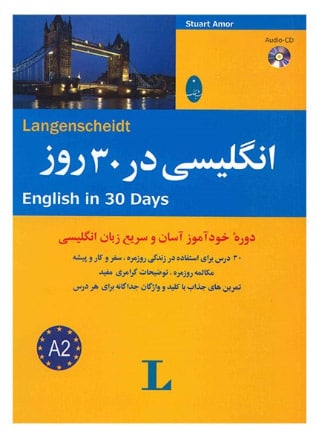 Stuart Amor
Audio-CD
Langenscheidt
انگلیسی در ۳۰ روز
English in 30 Days
دورهٔ خودآموز آسان و سریع زبان انگلیسی
۳۰ درس برای استفاده در زندگی روزمره، سفر و کار و پیشه
مکالمه روزمره، توضیحات گرامری مفید
تمرین های جذاب با کلید و واژگان جداگانه برای هر درس
A2
L